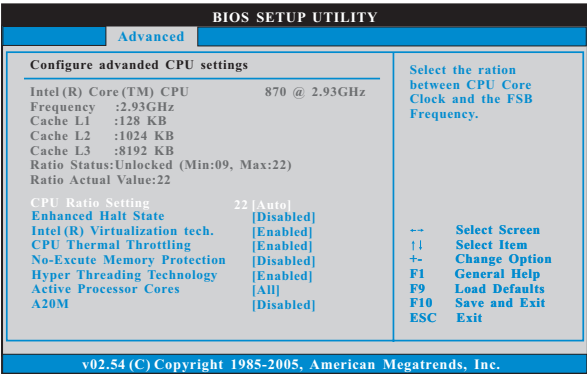 BIOS SETUP UTILITY
Advanced
Configure advanded CPU settings
Intel(R) Core(TM) CPU 870 @ 2.93GHz
Frequency :2.93GHz
Cache L1 :128 KB
Cache L2 :1024 KB
Cache L3 :8192 KB
Ratio Status:Unlocked (Min:09, Max:22)
Ratio Actual Value:22
CPU Ratio Setting 22 [Auto]
Enhanced Halt State [Disabled]
Intel(R) Virtualization tech. [Enabled]
CPU Thermal Throttling [Enabled]
No-Excute Memory Protection [Disabled]
Hyper Threading Technology [Enabled]
Active Processor Cores [All]
A20M [Disabled]
Select the ration
between CPU Core
Clock and the FSB
Frequency.
←→ Select Screen
↑↓ Select Item
+- Change Option
F1 General Help
F9 Load Defaults
F10 Save and Exit
ESC Exit
v02.54 (C) Copyright 1985-2005, American Megatrends, Inc.